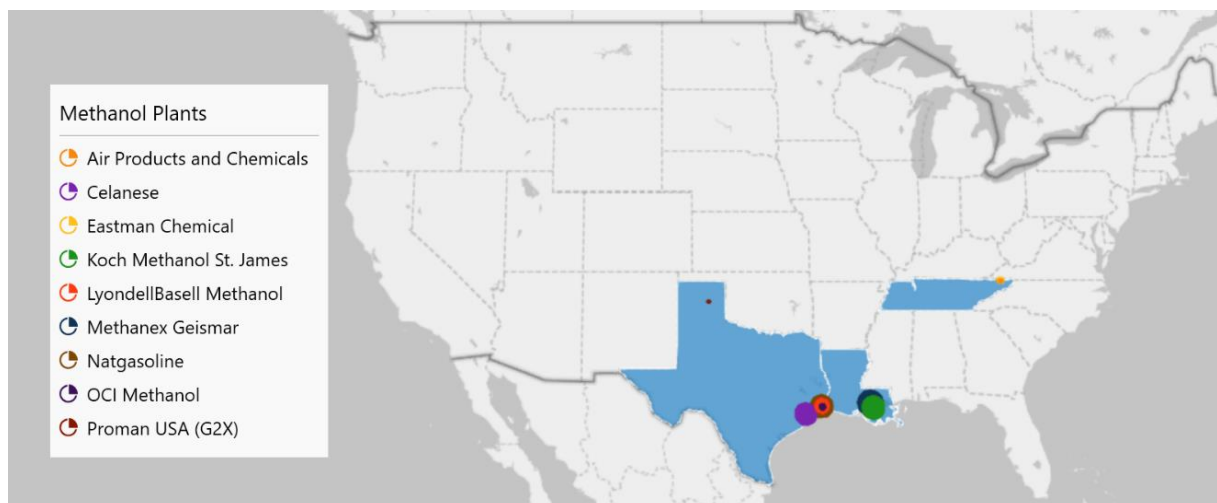 Methanol Plants
Air Products and Chemicals
Celanese
Eastman Chemical
Koch Methanol St. James
LyondellBasell Methanol
Methanex Geismar
Natgasoline
OCI Methanol
Proman USA (G2X)